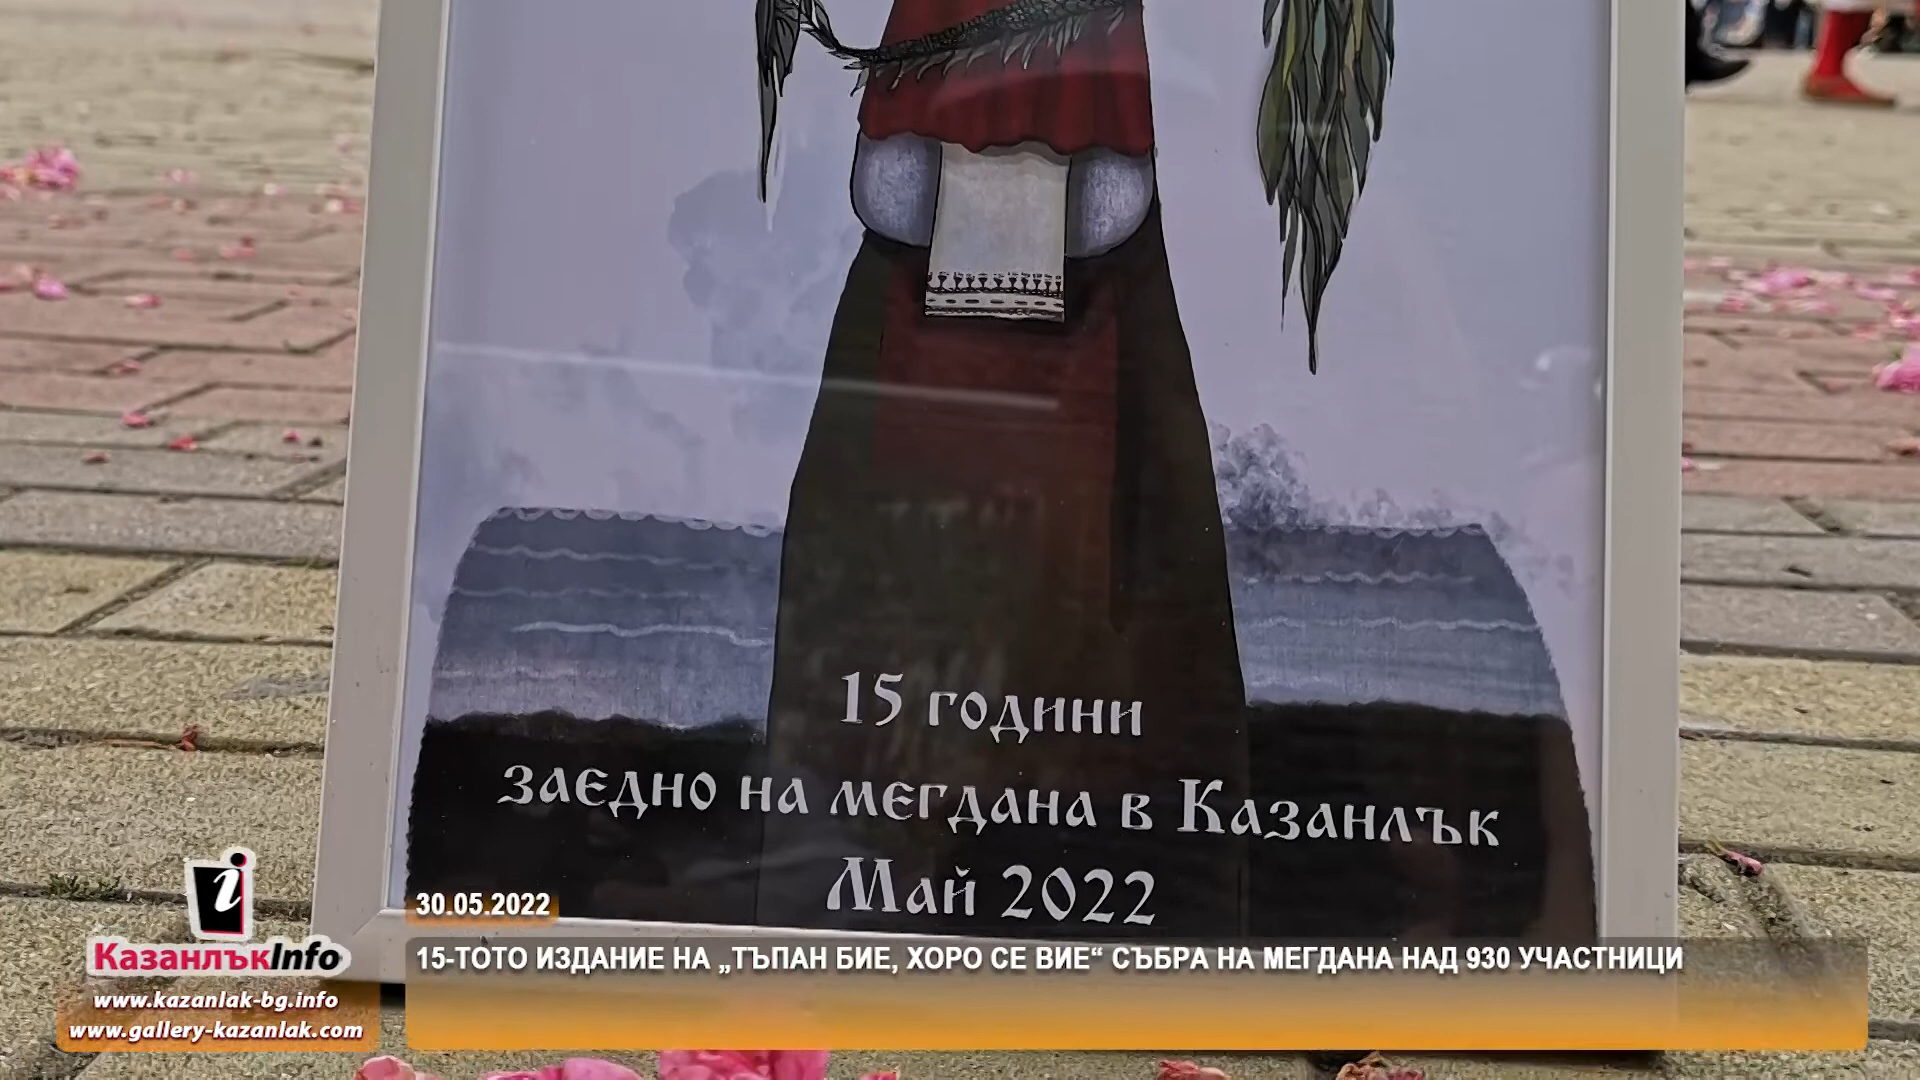 15 години
заедно на мегдана в Казанлък
Май 2022
30.05.2022
15-ТОТО ИЗДАНИЕ НА „ТЪПАН БИЕ, ХОРО СЕ ВИЕ“ СЪБРА НА МЕГДАНА НАД 930 УЧАСТНИЦИ
i
КазанлъкInfo
www.kazanlak-bg.info
www.gallery-kazanlak.com